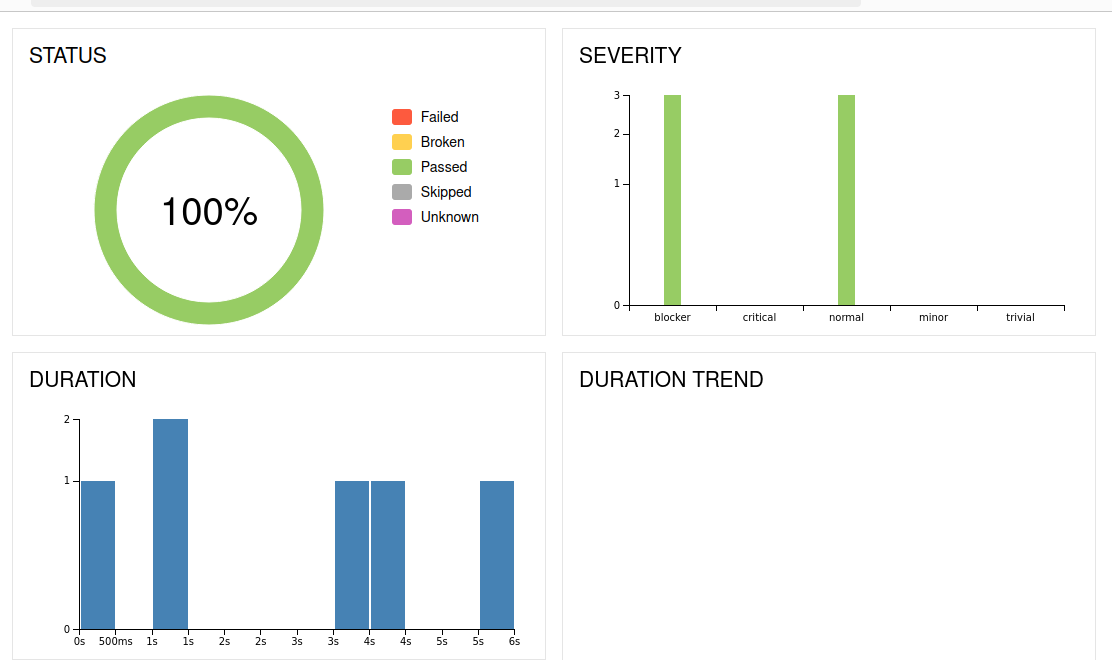 STATUS
100%
Failed
Broken
Passed
Skipped
Unknown
SEVERITY
3
2
1
0
blocker critical normal minor trivial
DURATION
2
1
0
0s 500ms 1s 1s 2s 2s 3s 3s 4s 4s 5s 5s 6s
DURATION TREND